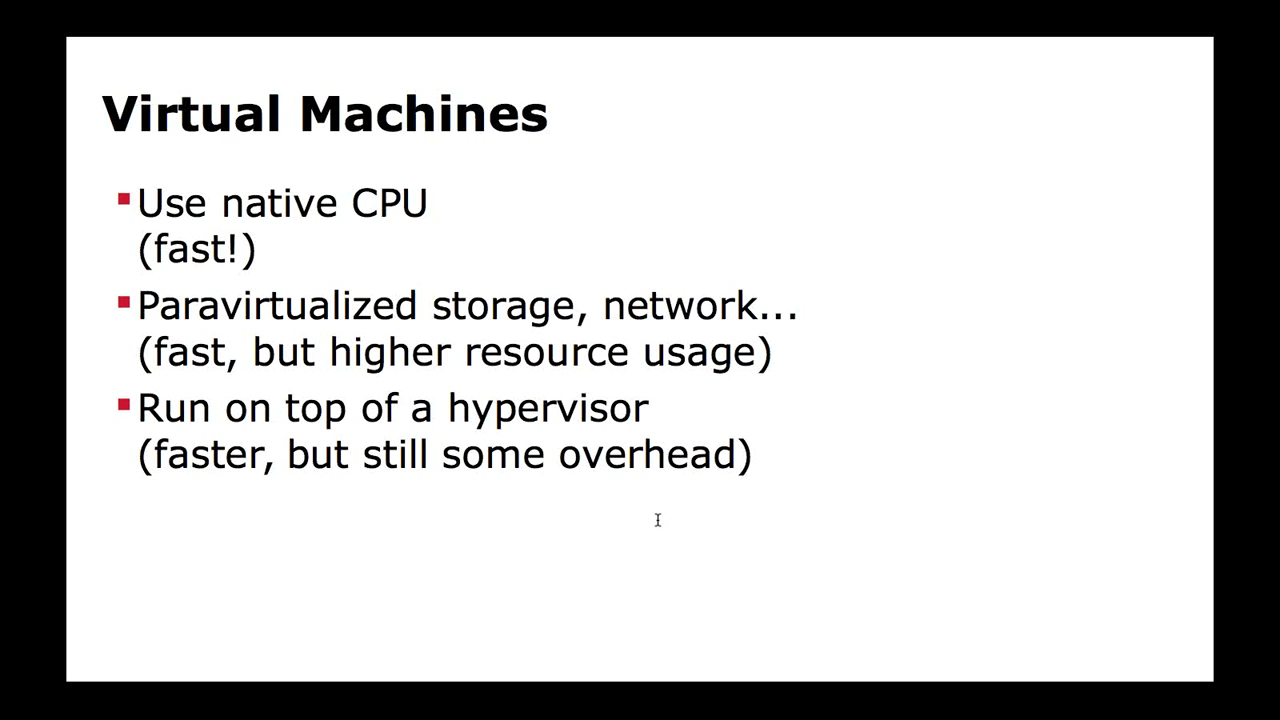 Virtual Machines
Use native CPU
(fast!)
Paravirtualized storage, network...
(fast, but higher resource usage)
Run on top of a hypervisor
(faster, but still some overhead)